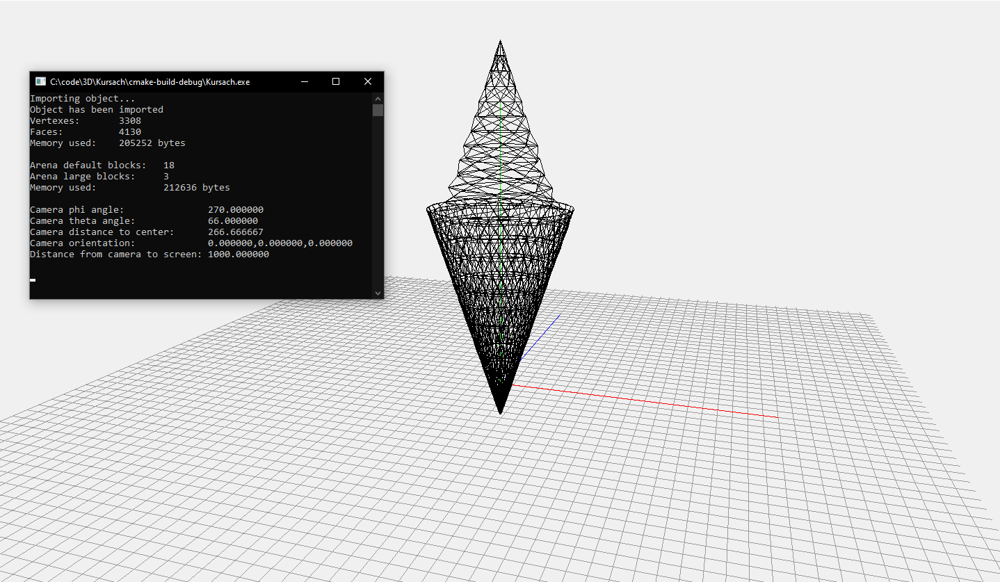 C:\code\3D\Kursach\cmake-build-debug\Kursach.exe
Importing object...
Object has been imported
Vertexes: 3308
Faces: 4130
Memory used: 205252 bytes
Arena default blocks: 18
Arena large blocks: 3
Memory used: 212636 bytes
Camera phi angle: 270.000000
Camera theta angle: 66.000000
Camera distance to center: 266.666667
Camera orientation: 0.000000,0.000000,0.000000
Distance from camera to screen: 1000.000000